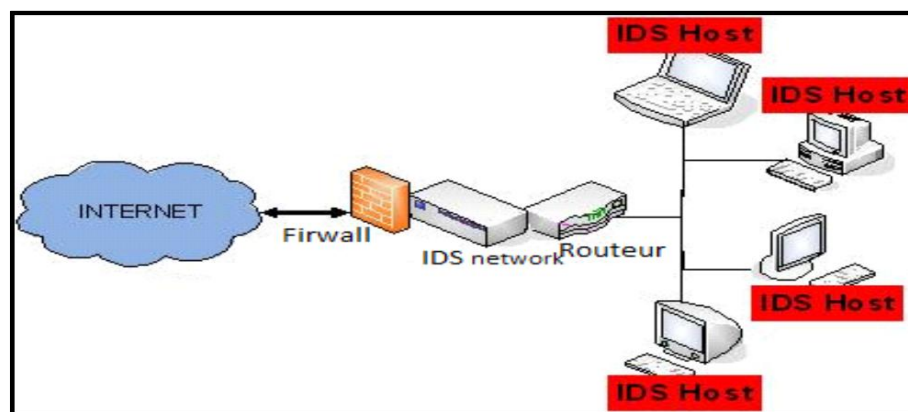 IDS Host
IDS Host
INTERNET
Firwall
IDS network
Routeur
IDS Host
IDS Host